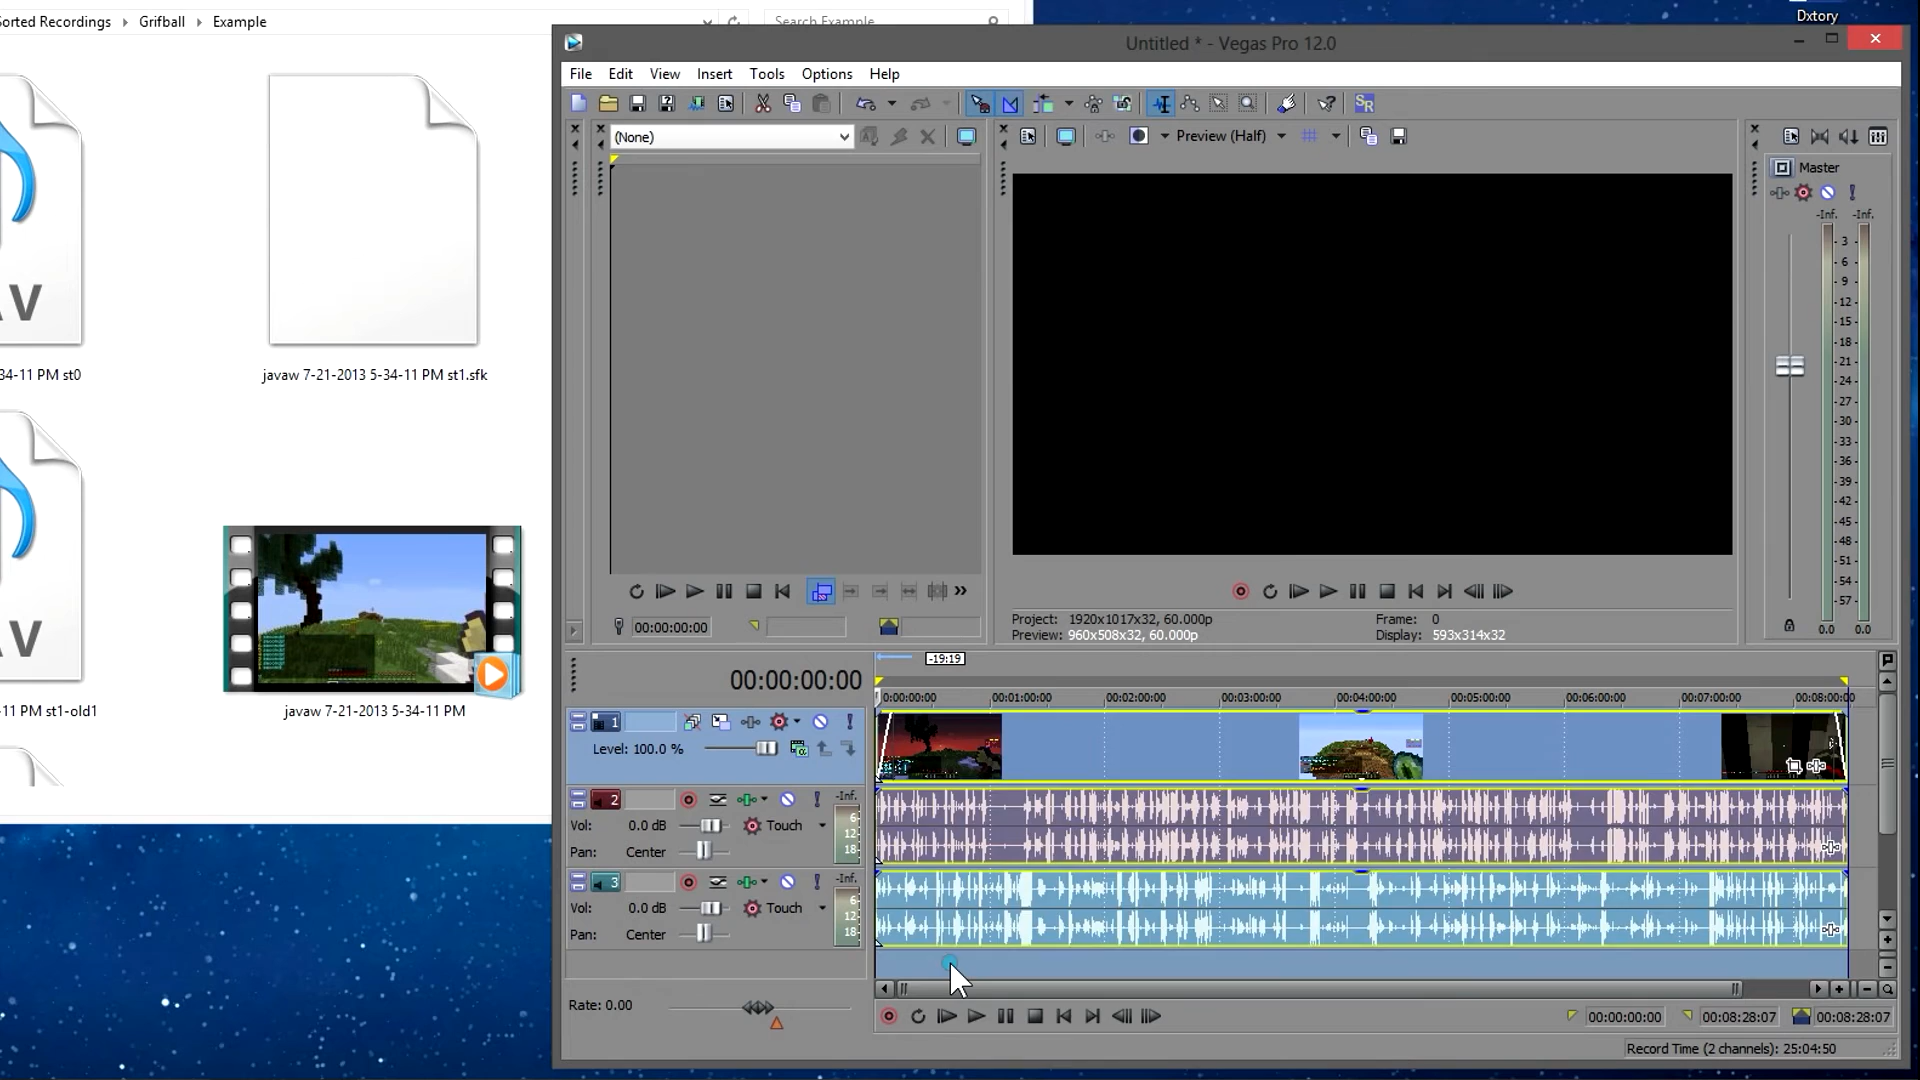 Sorted Recordings > Grifball > Example
Search Example
Dxtory
34-11 PM st0
javaw 7-21-2013 5-34-11 PM st1.sfk
V
-11 PM st1-old1
javaw 7-21-2013 5-34-11 PM
Untitled * - Vegas Pro 12.0
File Edit View Insert Tools Options Help
(None)
Preview (Half)
Master
-Inf. -Inf.
3
6
9
12
15
18
21
24
27
30
33
36
39
42
45
48
51
54
57
0.0 0.0
00:00:00:00
Project: 1920x1017x32, 60.000p
Frame: 0
Preview: 960x508x32, 60.000p
Display: 593x314x32
-19:19
00:00:00:00
0:00:00:00 00:01:00:00 00:02:00:00 00:03:00:00 00:04:00:00 00:05:00:00 00:06:00:00 00:07:00:00 00:08:00:00
1
Level: 100.0 %
2
-Inf.
Vol: 0.0 dB Touch
6
12
18
Pan: Center
3
-Inf.
Vol: 0.0 dB Touch
6
12
18
Pan: Center
Rate: 0.00
00:00:00:00 00:08:28:07 00:08:28:07
Record Time (2 channels): 25:04:50